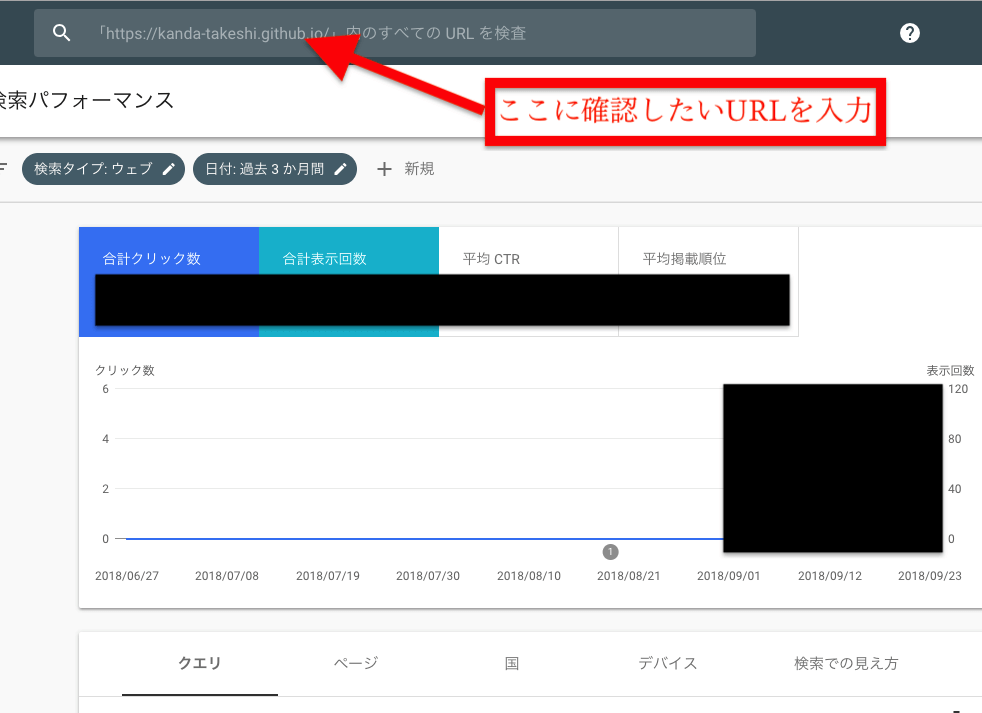 「https://kanda-takeshi.github.io/」内のすべての URL を検査
ここに確認したいURLを入力
検索パフォーマンス
検索タイプ: ウェブ
日付: 過去 3 か月間
新規
合計クリック数
合計表示回数
平均 CTR
平均掲載順位
クリック数
表示回数
6
120
4
80
2
40
0
0
1
2018/06/27
2018/07/08
2018/07/19
2018/07/30
2018/08/10
2018/08/21
2018/09/01
2018/09/12
2018/09/23
クエリ
ページ
国
デバイス
検索での見え方